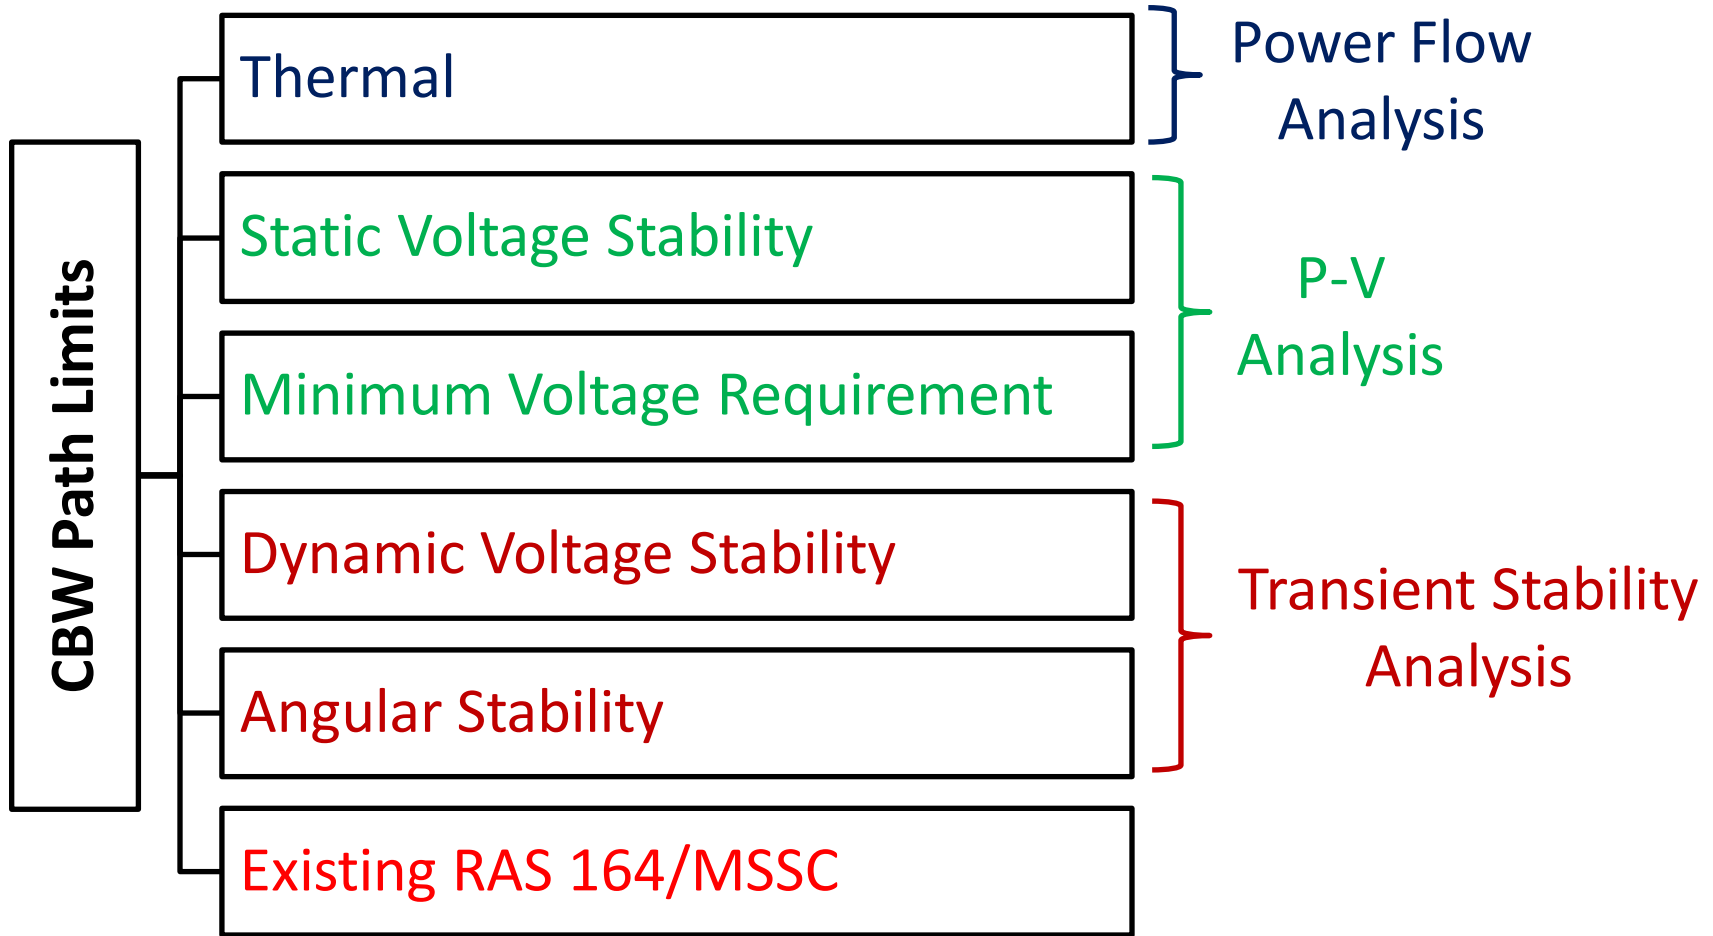 CBW Path Limits
Thermal
Static Voltage Stability
Minimum Voltage Requirement
Dynamic Voltage Stability
Angular Stability
Existing RAS 164/MSSC
Power Flow
Analysis
P-V
Analysis
Transient Stability
Analysis